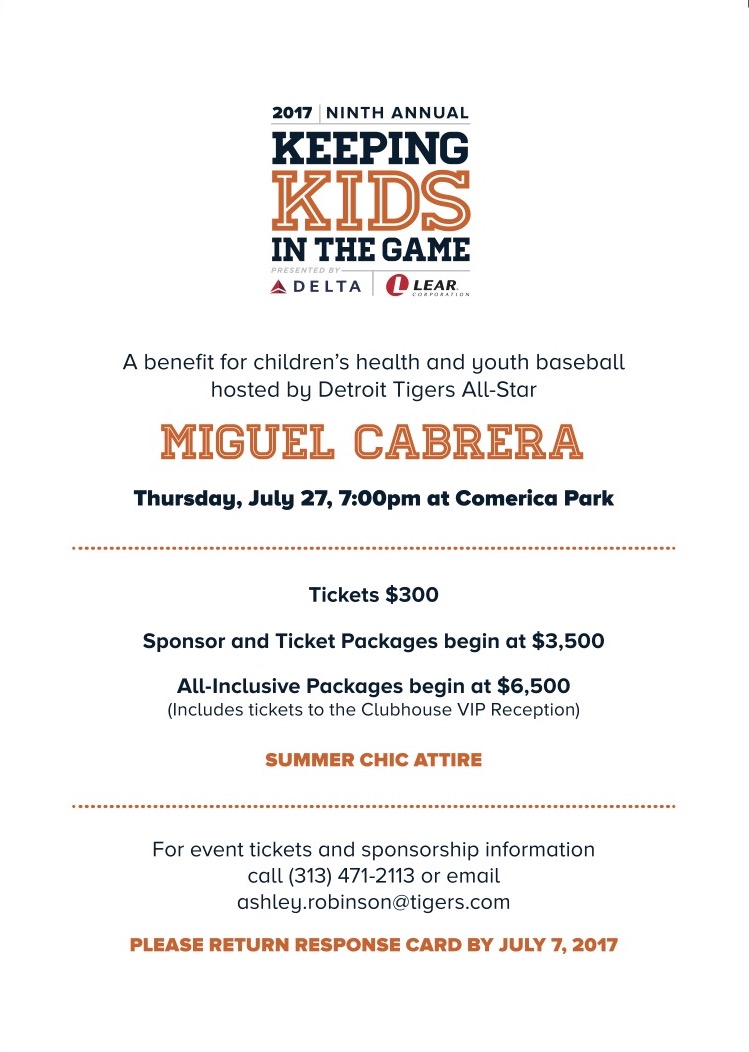 2017 | NINTH ANNUAL
KEEPING
KIDS
IN THE GAME
PRESENTED BY
DELTA | LEAR
CORPORATION
A benefit for children's health and youth baseball
hosted by Detroit Tigers All-Star
MIGUEL CABRERA
Thursday, July 27, 7:00pm at Comerica Park
Tickets $300
Sponsor and Ticket Packages begin at $3,500
All-Inclusive Packages begin at $6,500
(Includes tickets to the Clubhouse VIP Reception)
SUMMER CHIC ATTIRE
For event tickets and sponsorship information
call (313) 471-2113 or email
ashley.robinson@tigers.com
PLEASE RETURN RESPONSE CARD BY JULY 7, 2017